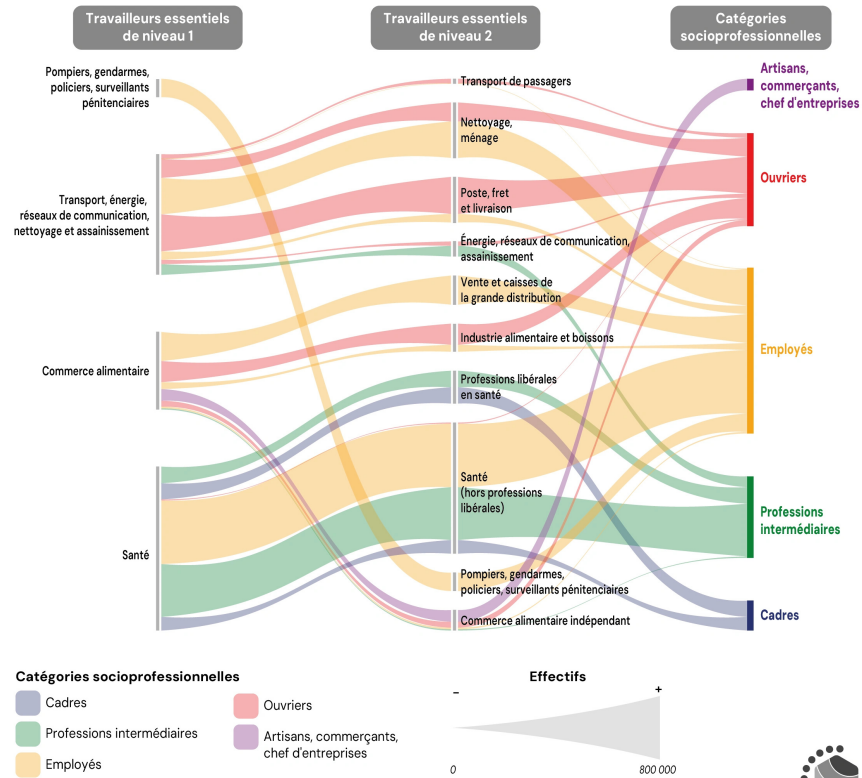 Travailleurs essentiels
de niveau 1
Travailleurs essentiels
de niveau 2
Catégories
socioprofessionnelles
Pompiers, gendarmes,
policiers, surveillants
pénitenciaires
Transport, énergie,
réseaux de communication,
nettoyage et assainissement
Commerce alimentaire
Santé
Transport de passagers
Nettoyage,
ménage
Poste, fret
et livraison
Énergie, réseaux de communication,
assainissement
Vente et caisses de
la grande distribution
Industrie alimentaire et boissons
Professions libérales
en santé
Santé
(hors professions
libérales)
Pompiers, gendarmes,
policiers, surveillants pénitenciaires
Commerce alimentaire indépendant
Artisans,
commerçants,
chef d'entreprises
Ouvriers
Employés
Professions
intermédiaires
Cadres
Catégories socioprofessionnelles
Cadres
Professions intermédiaires
Employés
Ouvriers
Artisans, commerçants,
chef d'entreprises
Effectifs
– +
0 800 000